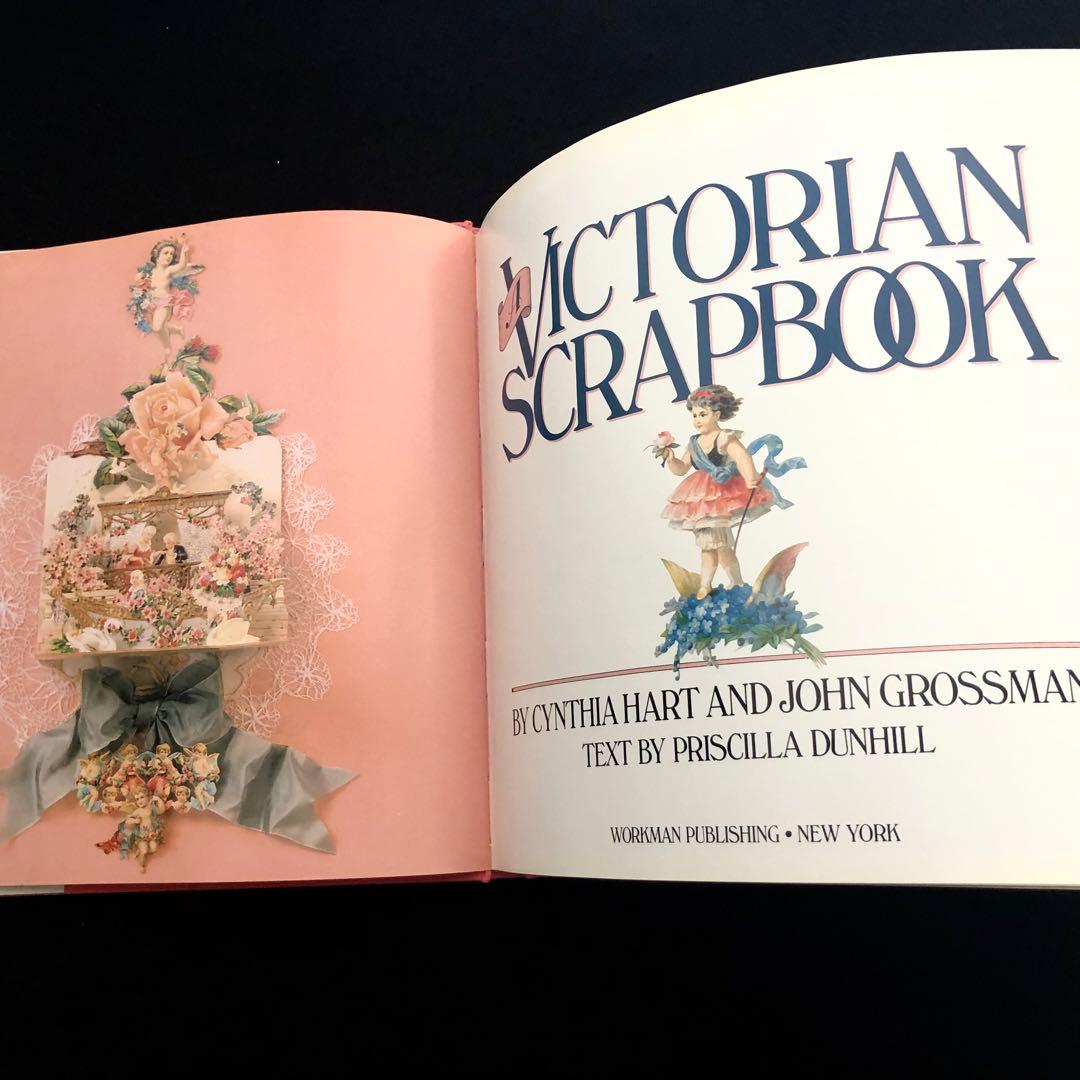 A
VICTORIAN
SCRAPBOOK
BY CYNTHIA HART AND JOHN GROSSMAN
TEXT BY PRISCILLA DUNHILL
WORKMAN PUBLISHING • NEW YORK